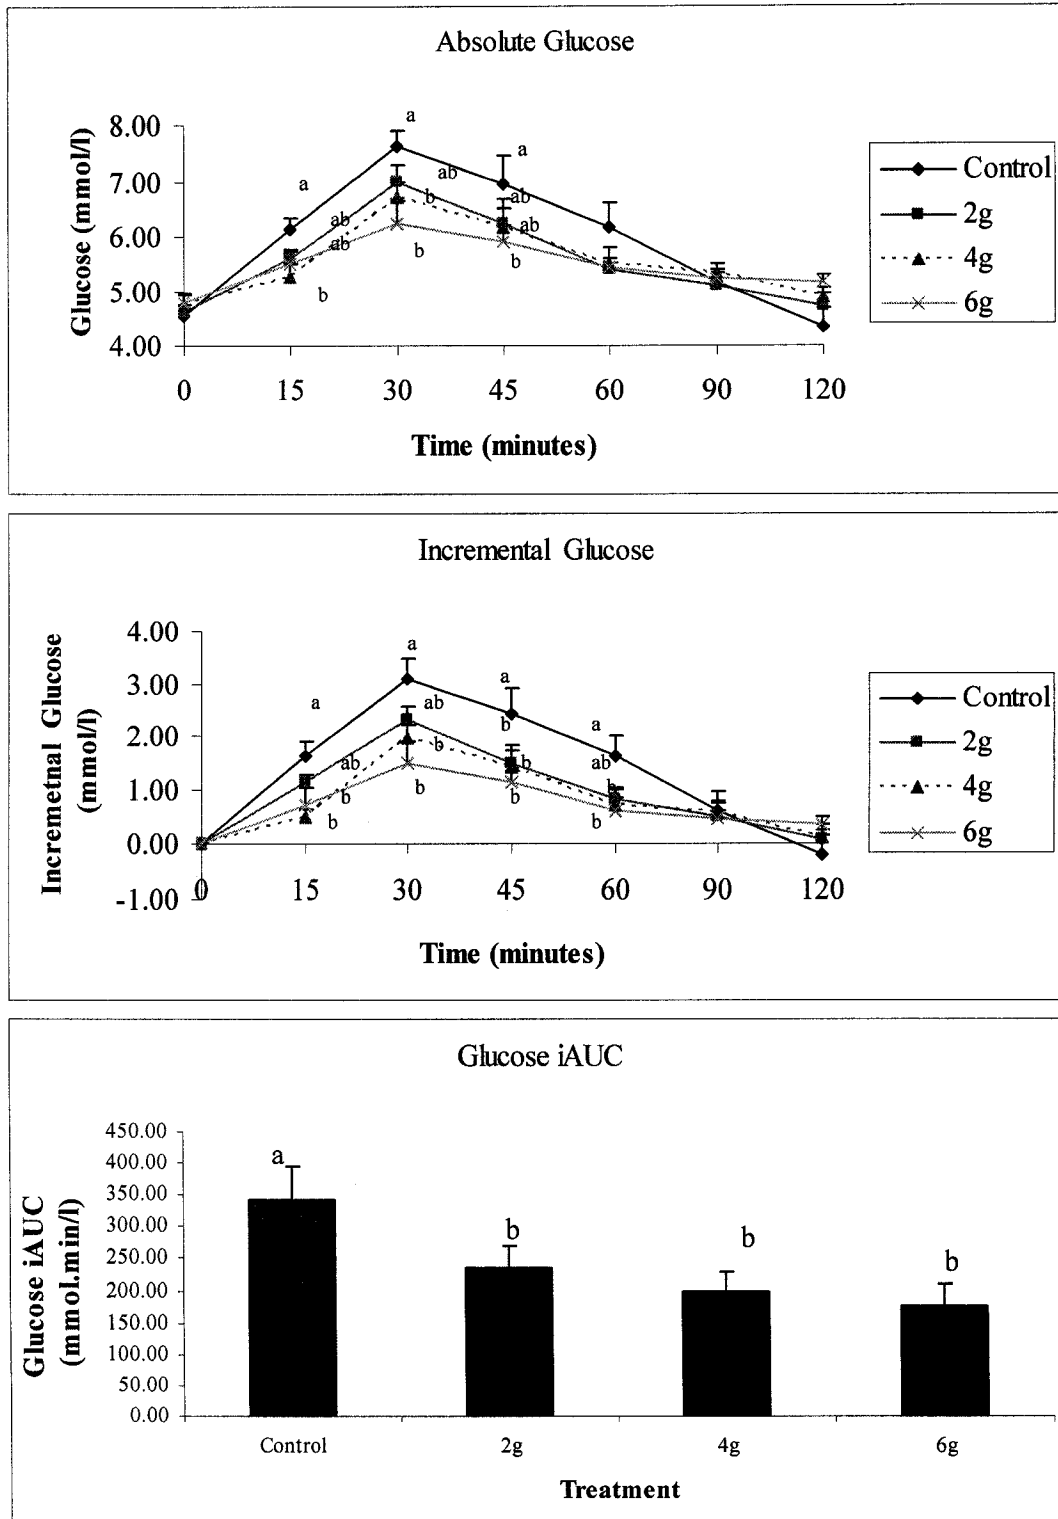 Absolute Glucose
Glucose (mmol/l)
8.00
7.00
6.00
5.00
4.00
a
a
a
ab
b
ab
ab
ab
ab
b
b
b
0 15 30 45 60 90 120
Time (minutes)
Control
2g
4g
6g
Incremental Glucose
Incremetnal Glucose
(mmol/l)
4.00
3.00
2.00
1.00
0.00
-1.00
a
a
a
a
ab
b
b
ab
ab
b
b
b
b
b
b
b
0 15 30 45 60 90 120
Time (minutes)
Control
2g
4g
6g
Glucose iAUC
Glucose iAUC
(mmol.min/l)
450.00
400.00
350.00
300.00
250.00
200.00
150.00
100.00
50.00
0.00
a
b
b
b
Control 2g 4g 6g
Treatment